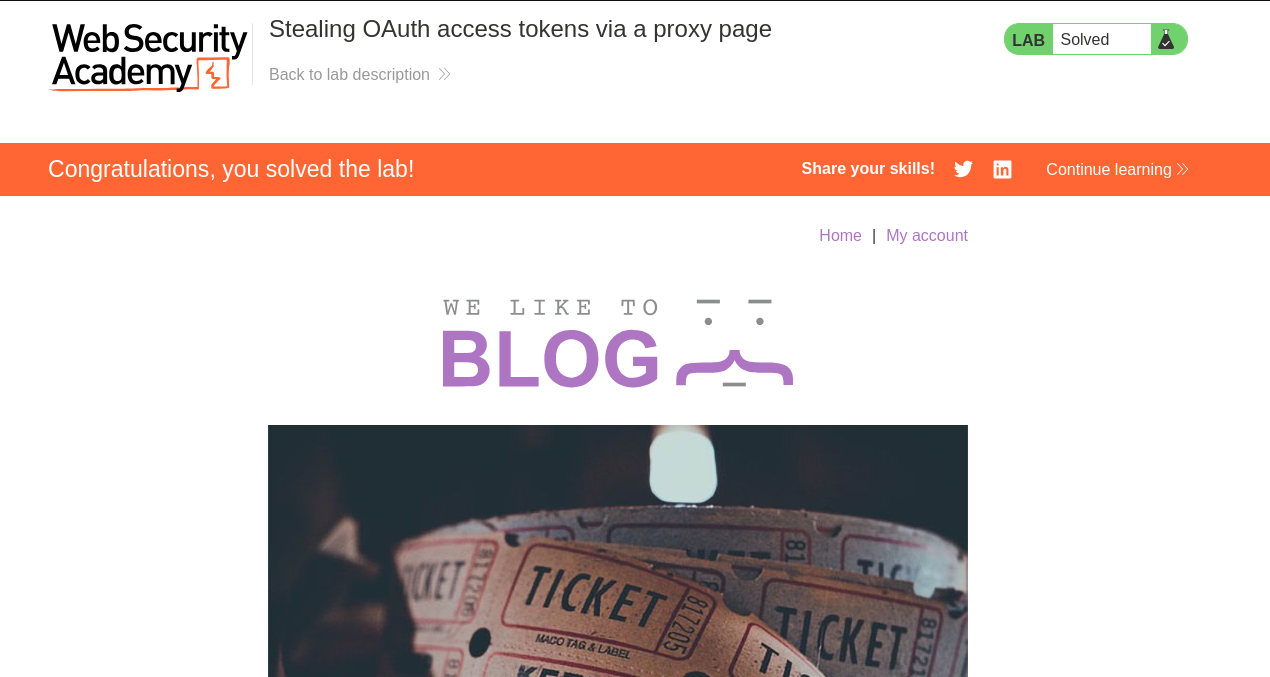 Web Security
Academy
Stealing OAuth access tokens via a proxy page
Back to lab description
LAB
Solved
Congratulations, you solved the lab!
Share your skills!
in
Continue learning
Home | My account
WE LIKE TO
BLOG
TICKET
817205
MACO TAG & LABEL
TICKET
TICKET